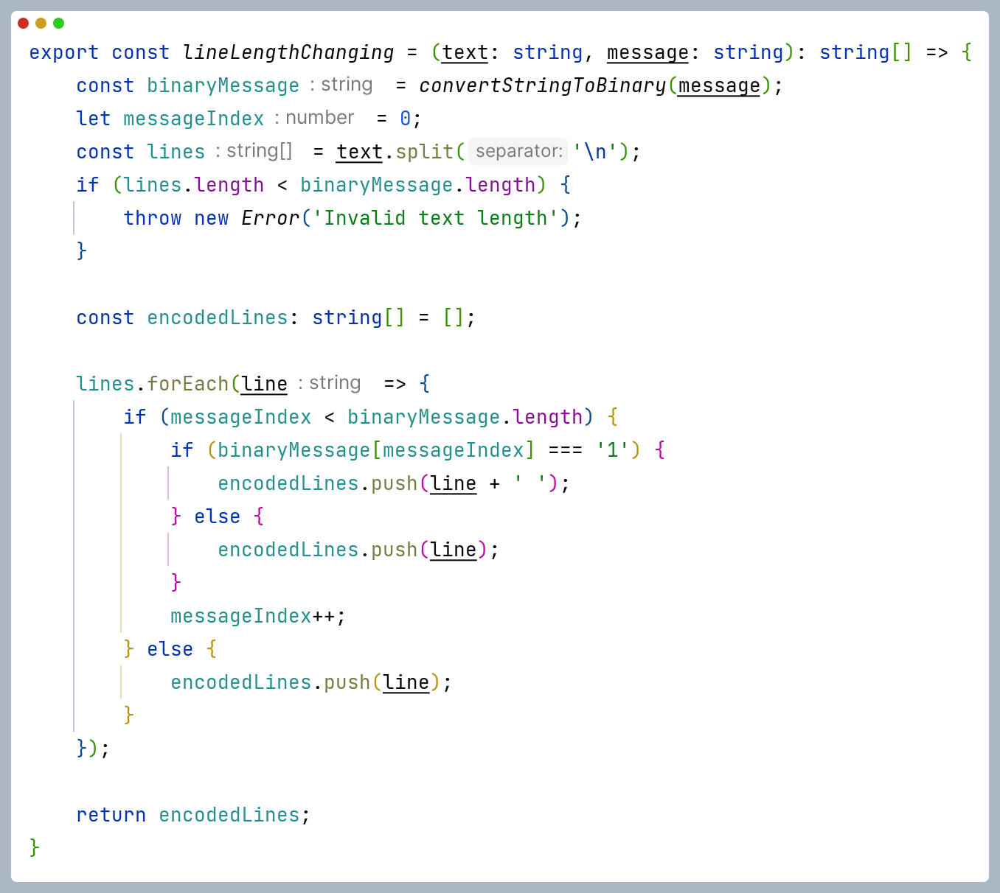 export const lineLengthChanging = (text: string, message: string): string[] => {
    const binaryMessage : string = convertStringToBinary(message);
    let messageIndex : number = 0;
    const lines : string[] = text.split( separator: '\n');
    if (lines.length < binaryMessage.length) {
        throw new Error('Invalid text length');
    }

    const encodedLines: string[] = [];

    lines.forEach(line : string => {
        if (messageIndex < binaryMessage.length) {
            if (binaryMessage[messageIndex] === '1') {
                encodedLines.push(line + ' ');
            } else {
                encodedLines.push(line);
            }
            messageIndex++;
        } else {
            encodedLines.push(line);
        }
    });

    return encodedLines;
}